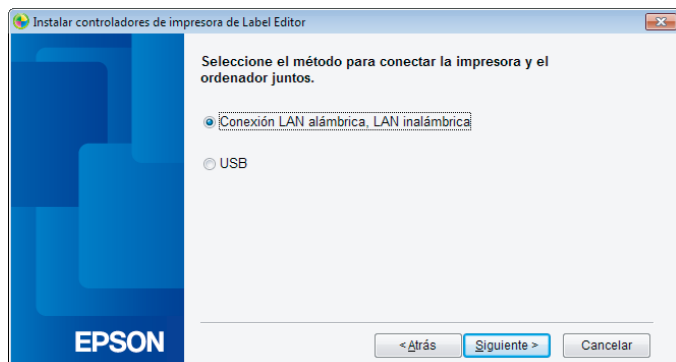 Instalar controladores de impresora de Label Editor
Seleccione el método para conectar la impresora y el
ordenador juntos.
Conexión LAN alámbrica, LAN inalámbrica
USB
EPSON
< Atrás
Siguiente >
Cancelar